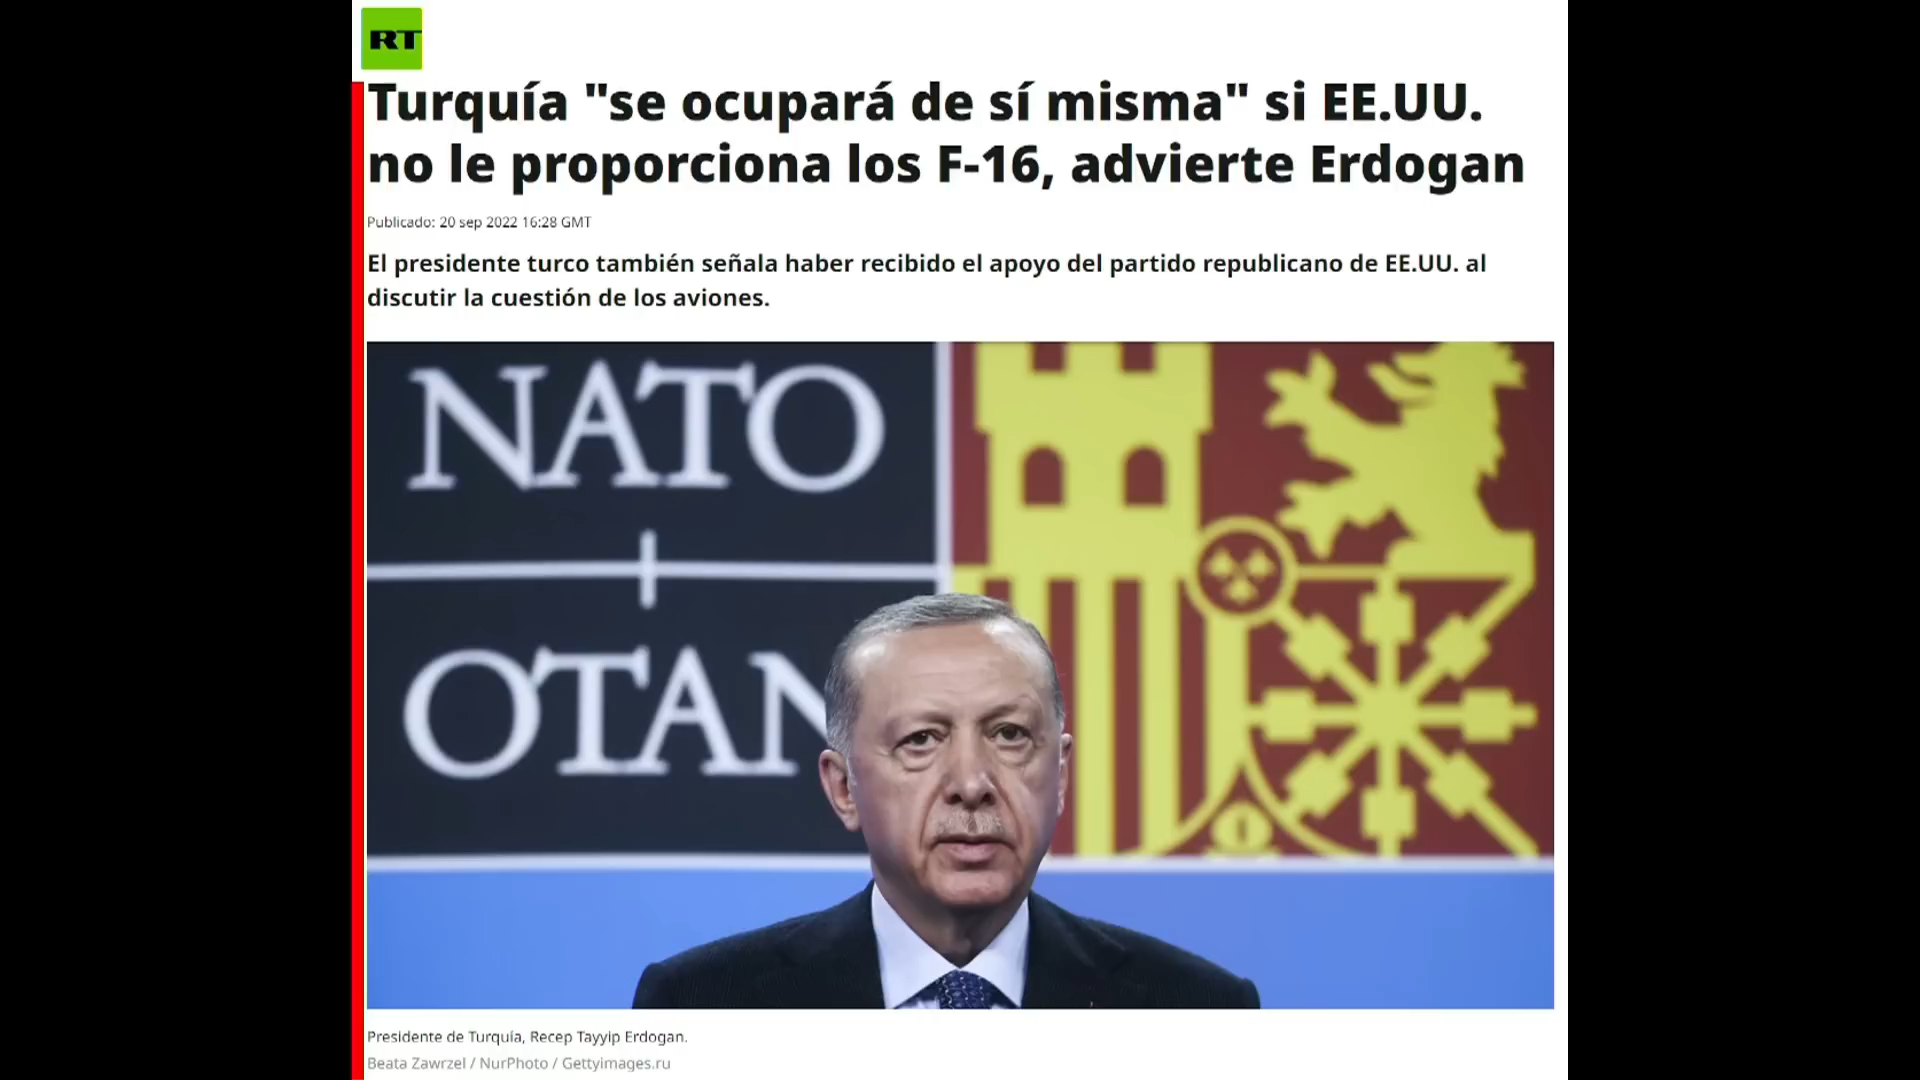 RT
Turquía "se ocupará de sí misma" si EE.UU.
no le proporciona los F-16, advierte Erdogan
Publicado: 20 sep 2022 16:28 GMT
El presidente turco también señala haber recibido el apoyo del partido republicano de EE.UU. al
discutir la cuestión de los aviones.
NATO
OTAN
Presidente de Turquía, Recep Tayyip Erdogan.
Beata Zawrzel / NurPhoto / Gettyimages.ru